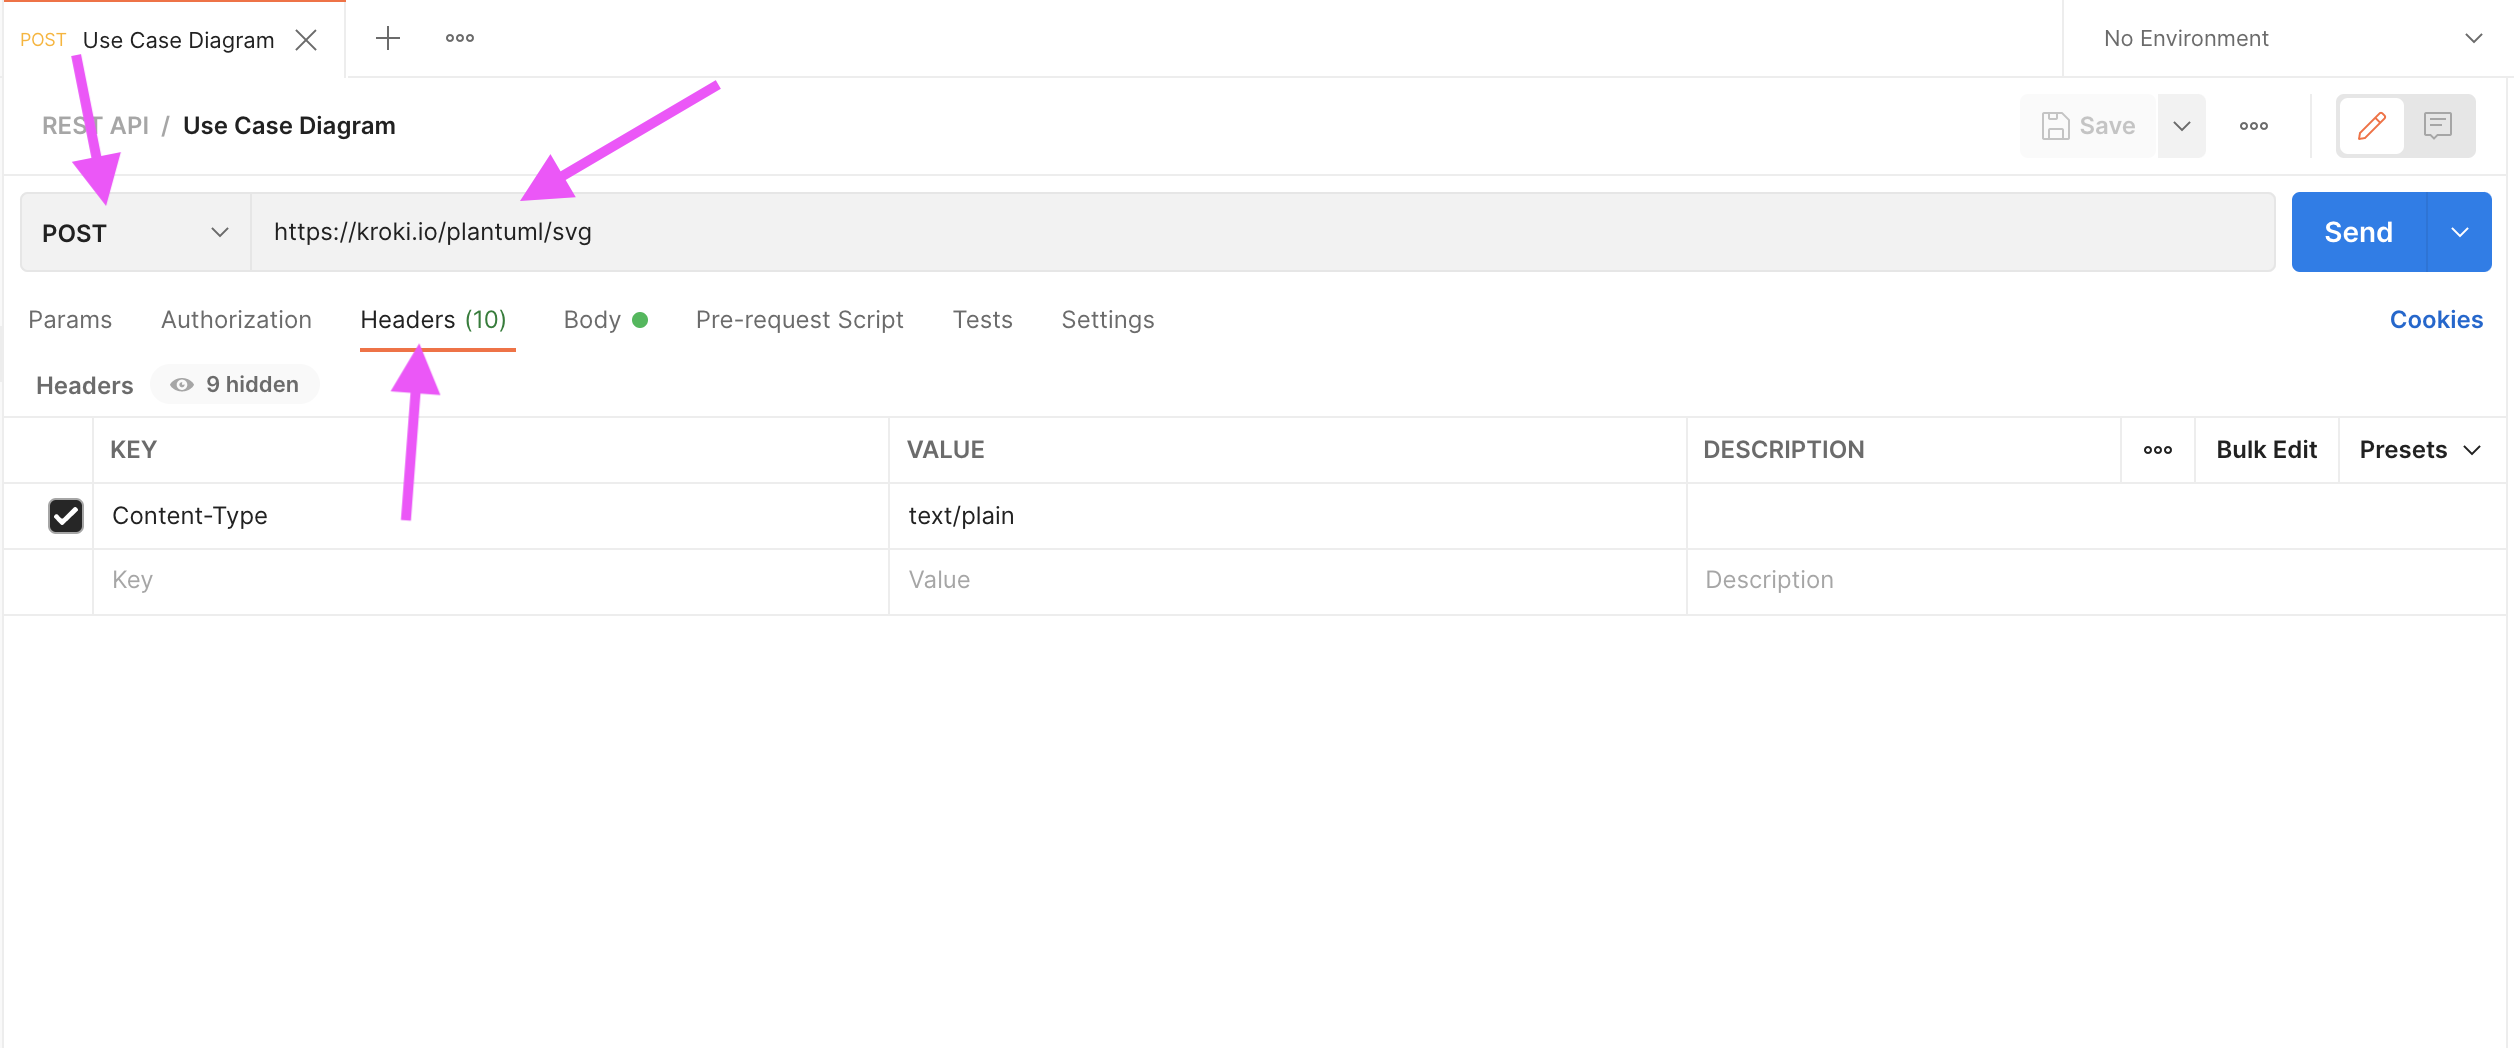 POST Use Case Diagram No Environment
REST API / Use Case Diagram Save
POST https://kroki.io/plantuml/svg Send
Params Authorization Headers (10) Body Pre-request Script Tests Settings Cookies
Headers 9 hidden
KEY VALUE DESCRIPTION Bulk Edit Presets
Content-Type text/plain
Key Value Description